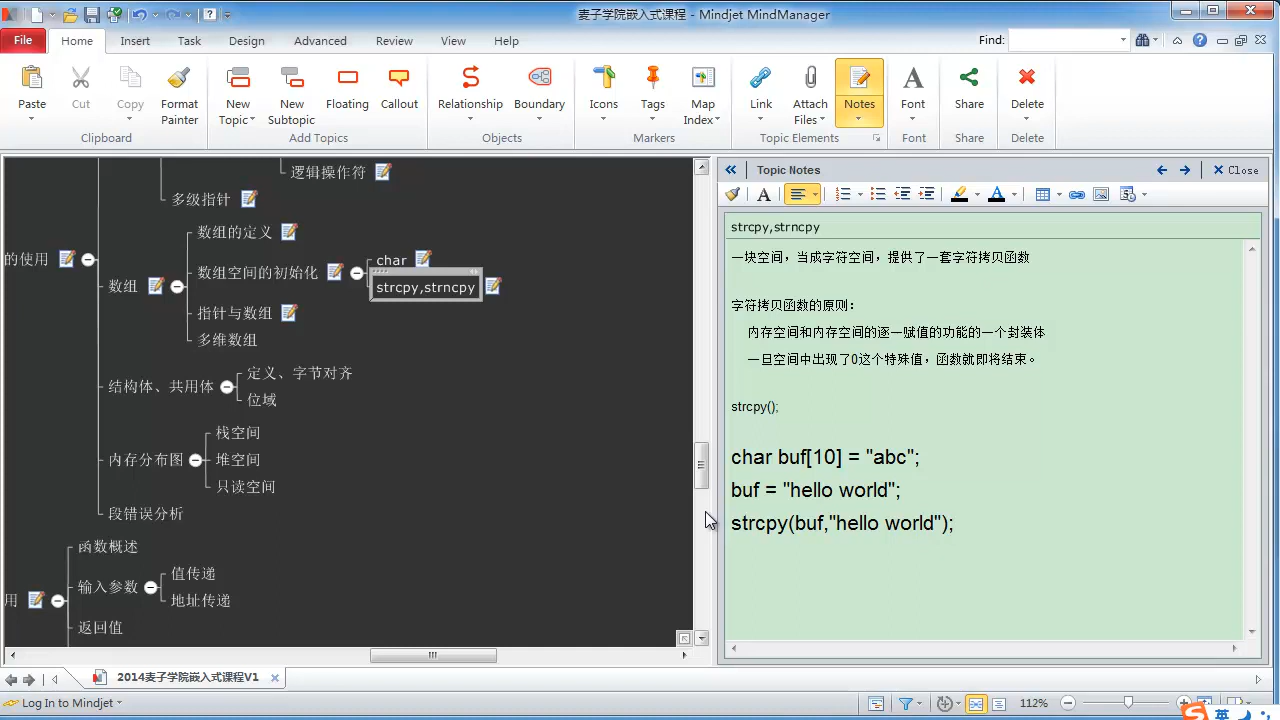 麦子学院嵌入式课程 - Mindjet MindManager
File
Home
Insert
Task
Design
Advanced
Review
View
Help
Find:
Paste
Cut
Copy
Format Painter
New Topic
New Subtopic
Floating
Callout
Relationship
Boundary
Icons
Tags
Map Index
Link
Attach Files
Notes
Font
Share
Delete
Clipboard
Add Topics
Objects
Markers
Topic Elements
Font
Share
Delete
逻辑操作符
多级指针
的使用
数组
数组的定义
数组空间的初始化
char
strcpy,strncpy
指针与数组
多维数组
结构体、共用体
定义、字节对齐
位域
内存分布图
栈空间
堆空间
只读空间
段错误分析
用
函数概述
输入参数
值传递
地址传递
返回值
Topic Notes
Close
strcpy,strncpy
一块空间，当成字符空间，提供了一套字符拷贝函数
字符拷贝函数的原则：
内存空间和内存空间的逐一赋值的功能的一个封装体
一旦空间中出现了0这个特殊值，函数就即将结束。
strcpy();
char buf[10] = "abc";
buf = "hello world";
strcpy(buf,"hello world");
2014麦子学院嵌入式课程V1
Log In to Mindjet
112%
英